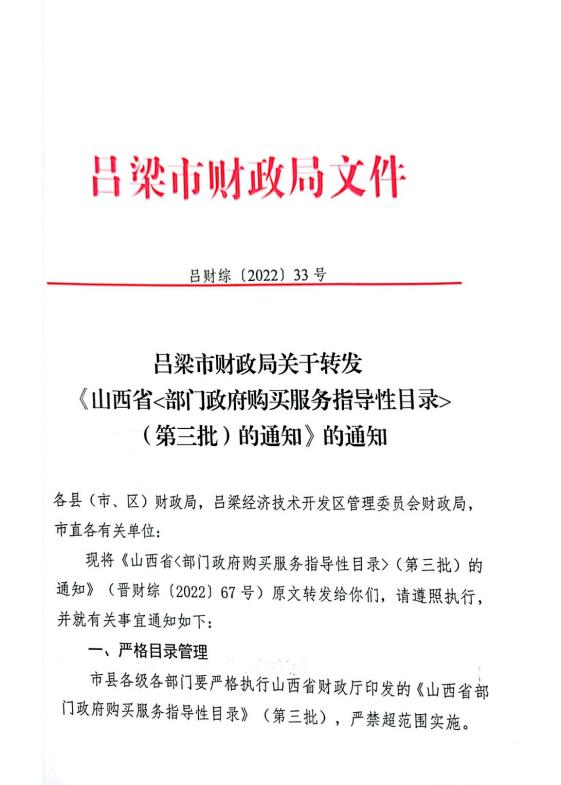 吕梁市财政局文件
吕财综〔2022〕33号
吕梁市财政局关于转发
《山西省<部门政府购买服务指导性目录>
（第三批）的通知》的通知
各县（市、区）财政局，吕梁经济技术开发区管理委员会财政局，
市直各有关单位：
现将《山西省<部门政府购买服务指导性目录>（第三批）的
通知》（晋财综〔2022〕67号）原文转发给你们，请遵照执行，
并就有关事宜通知如下：
一、严格目录管理
市县各级各部门要严格执行山西省财政厅印发的《山西省部
门政府购买服务指导性目录》（第三批），严禁超范围实施。